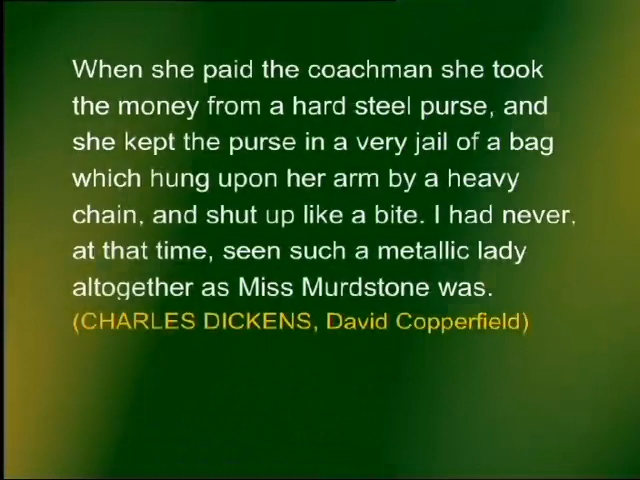 When she paid the coachman she took
the money from a hard steel purse, and
she kept the purse in a very jail of a bag
which hung upon her arm by a heavy
chain, and shut up like a bite. I had never,
at that time, seen such a metallic lady
altogether as Miss Murdstone was.
(CHARLES DICKENS, David Copperfield)